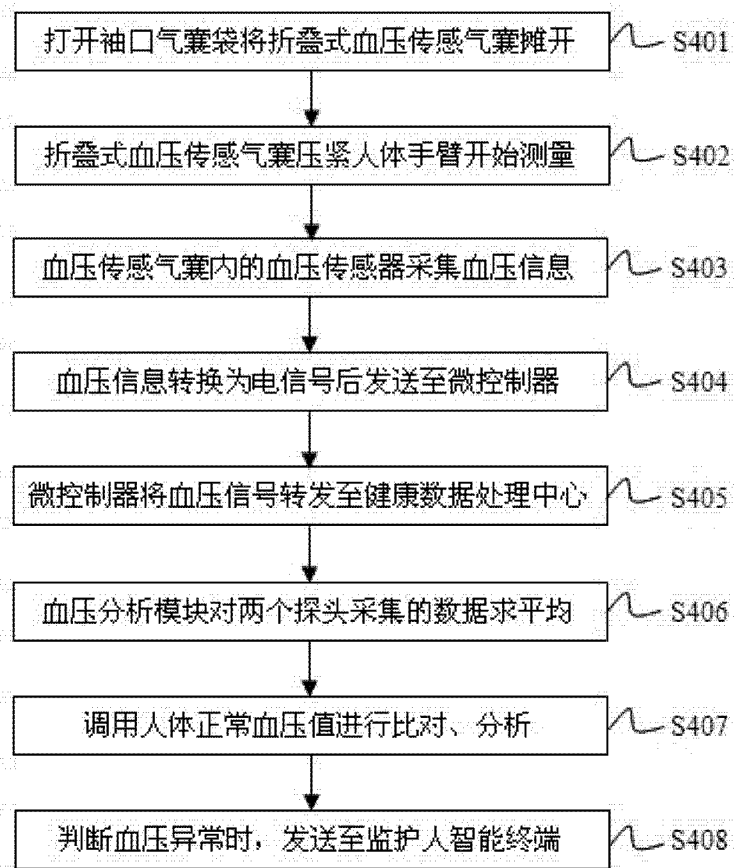 打开袖口气囊袋将折叠式血压传感气囊摊开 S401
折叠式血压传感气囊压紧人体手臂开始测量 S402
血压传感气囊内的血压传感器采集血压信息 S403
血压信息转换为电信号后发送至微控制器 S404
微控制器将血压信号转发至健康数据处理中心 S405
血压分析模块对两个探头采集的数据求平均 S406
调用人体正常血压值进行比对、分析 S407
判断血压异常时，发送至监护人智能终端 S408